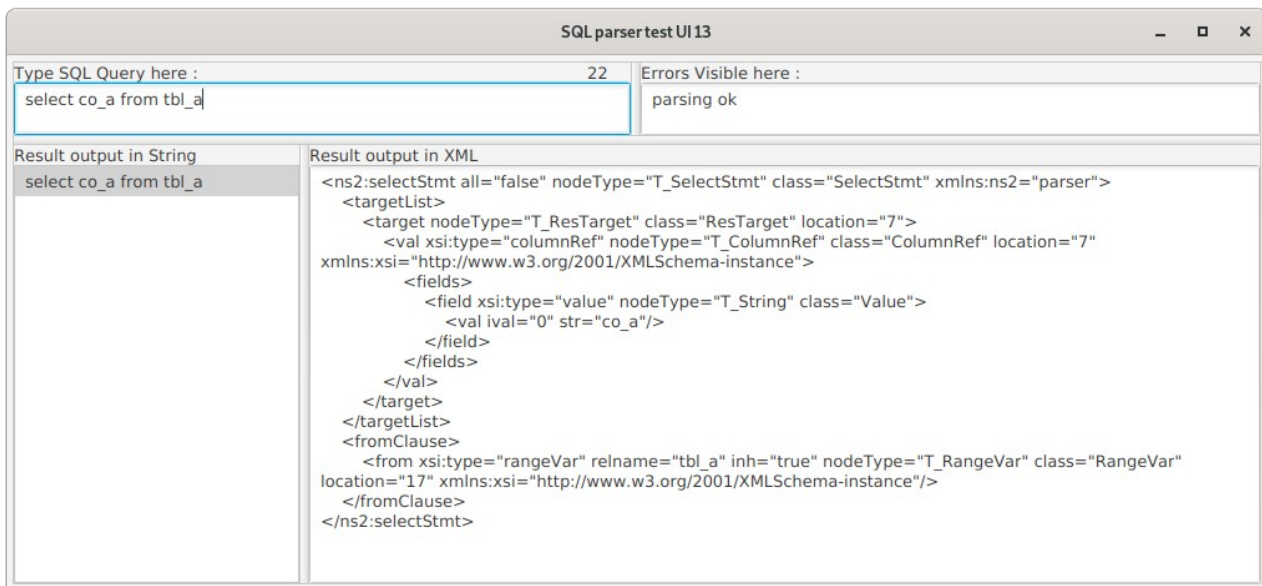 SQL parser test UI 13
Type SQL Query here : 22
select co_a from tbl_a
Errors Visible here :
parsing ok
Result output in String
select co_a from tbl_a
Result output in XML
<ns2:selectStmt all="false" nodeType="T_SelectStmt" class="SelectStmt" xmlns:ns2="parser">
<targetList>
<target nodeType="T_ResTarget" class="ResTarget" location="7">
<val xsi:type="columnRef" nodeType="T_ColumnRef" class="ColumnRef" location="7"
xmlns:xsi="http://www.w3.org/2001/XMLSchema-instance">
<fields>
<field xsi:type="value" nodeType="T_String" class="Value">
<val ival="0" str="co_a"/>
</field>
</fields>
</val>
</target>
</targetList>
<fromClause>
<from xsi:type="rangeVar" relname="tbl_a" inh="true" nodeType="T_RangeVar" class="RangeVar"
location="17" xmlns:xsi="http://www.w3.org/2001/XMLSchema-instance"/>
</fromClause>
</ns2:selectStmt>